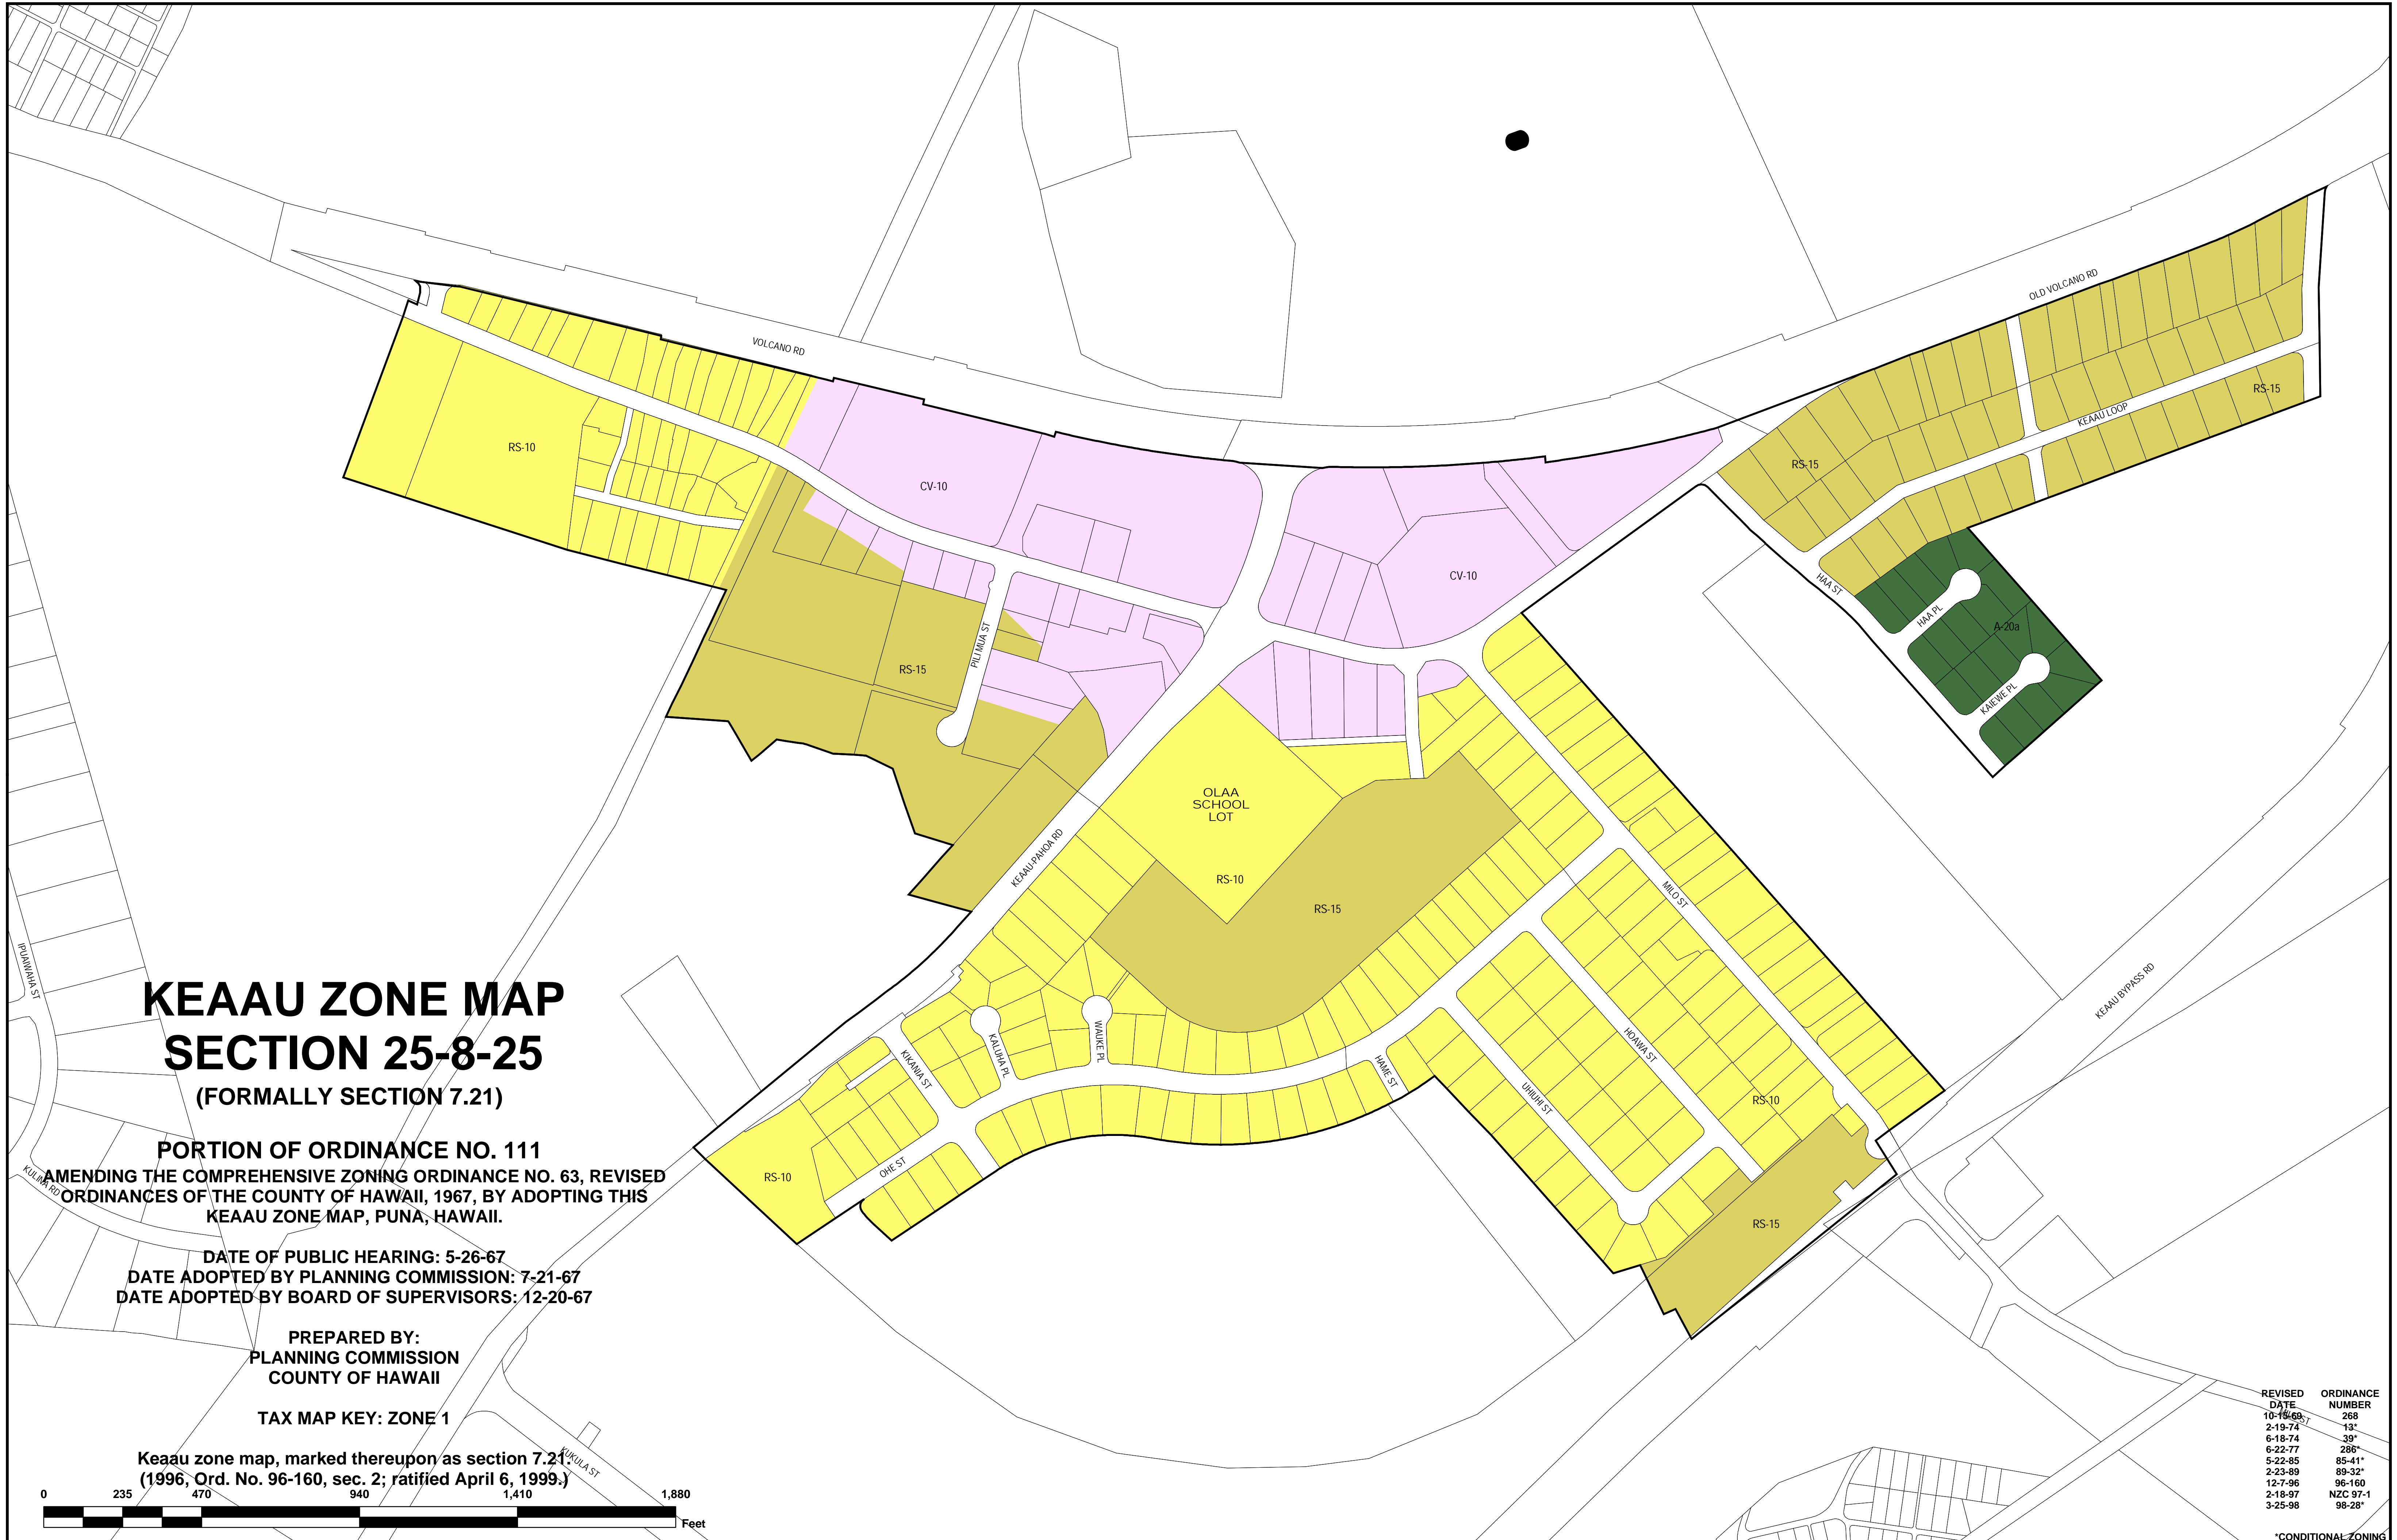 VOLCANO RD
OLD VOLCANO RD
RS-10
CV-10
RS-15
KEAAU LOOP
RS-15
CV-10
HAA ST
HAA PL
A-20a
KAIEWE PL
PILI MUA ST
RS-15
OLAA
SCHOOL
LOT
KEAAU-PAHOA RD
RS-10
RS-15
MILO ST
IPUAIWAHA ST
KEAAU BYPASS RD
KIKANIA ST
KALUHA PL
WAUKE PL
HAME ST
HOAWA ST
UHIUHI ST
RS-10
OHE ST
RS-10
RS-15
KEAAU ZONE MAP
SECTION 25-8-25
(FORMALLY SECTION 7.21)
PORTION OF ORDINANCE NO. 111
AMENDING THE COMPREHENSIVE ZONING ORDINANCE NO. 63, REVISED
ORDINANCES OF THE COUNTY OF HAWAII, 1967, BY ADOPTING THIS
KEAAU ZONE MAP, PUNA, HAWAII.
KULINA RD
DATE OF PUBLIC HEARING: 5-26-67
DATE ADOPTED BY PLANNING COMMISSION: 7-21-67
DATE ADOPTED BY BOARD OF SUPERVISORS: 12-20-67
PREPARED BY:
PLANNING COMMISSION
COUNTY OF HAWAII
TAX MAP KEY: ZONE 1
Keaau zone map, marked thereupon as section 7.21.
(1996, Ord. No. 96-160, sec. 2; ratified April 6, 1999.)
KUKULA ST
0 235 470 940 1,410 1,880
Feet
REVISED ORDINANCE
DATE NUMBER
10-15-69 268
2-19-74 13*
6-18-74 39*
6-22-77 286*
5-22-85 85-41*
2-23-89 89-32*
12-7-96 96-160
2-18-97 NZC 97-1
3-25-98 98-28*
*CONDITIONAL ZONING